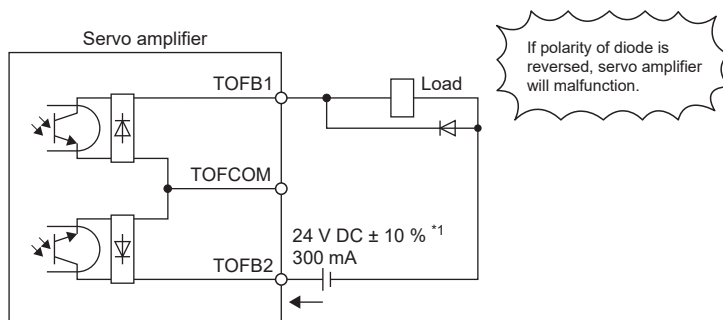 Servo amplifier
If polarity of diode is
reversed, servo amplifier
will malfunction.
TOFB1
Load
TOFCOM
24 V DC ± 10 % *1
300 mA
TOFB2